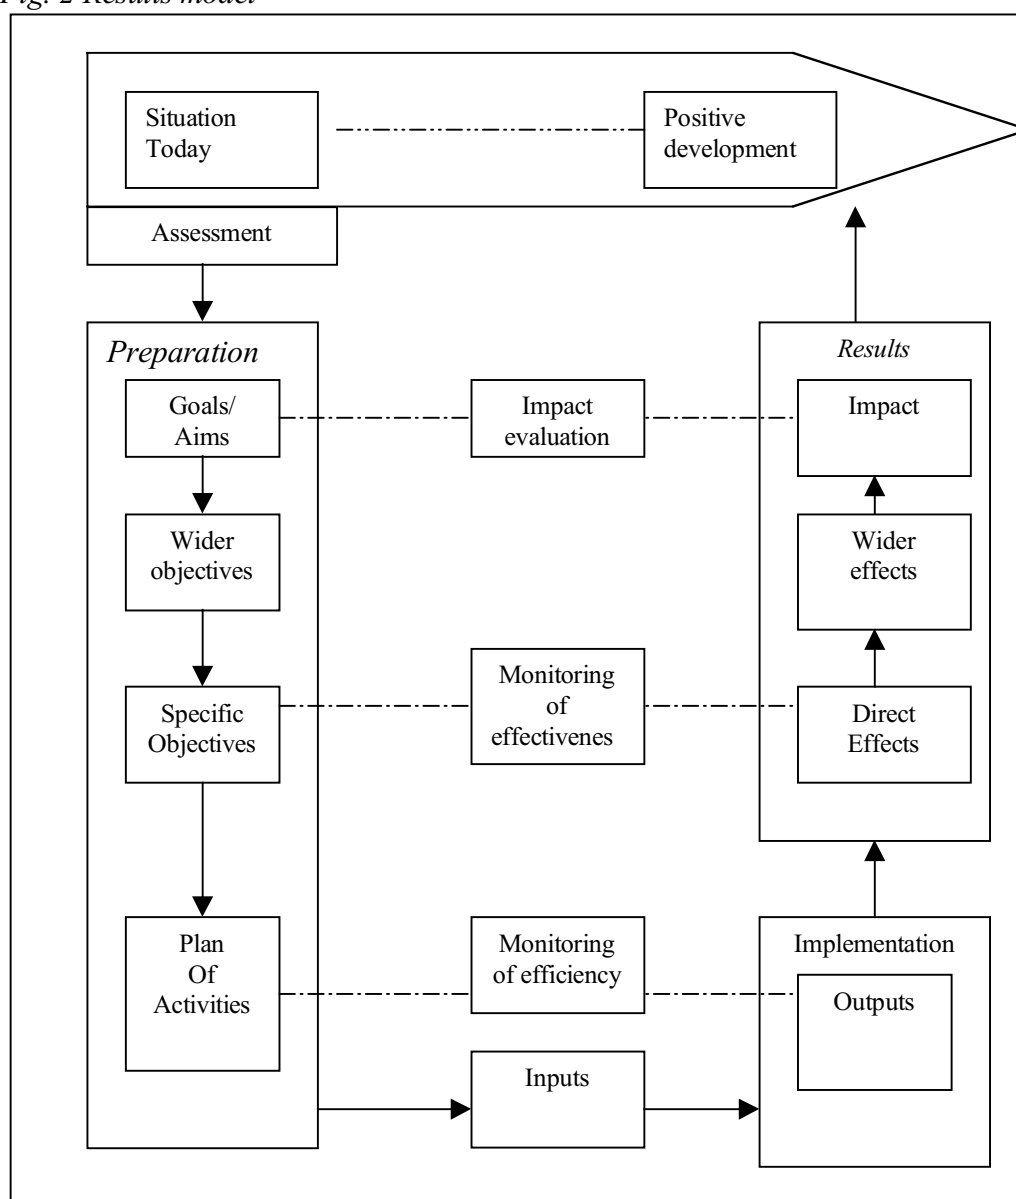 Fig. 2 Results model
Situation
Today
Positive
development
Assessment
Preparation
Goals/
Aims
Wider
objectives
Specific
Objectives
Plan
Of
Activities
Impact
evaluation
Monitoring
of
effectivenes
Monitoring
of efficiency
Inputs
Results
Impact
Wider
effects
Direct
Effects
Implementation
Outputs